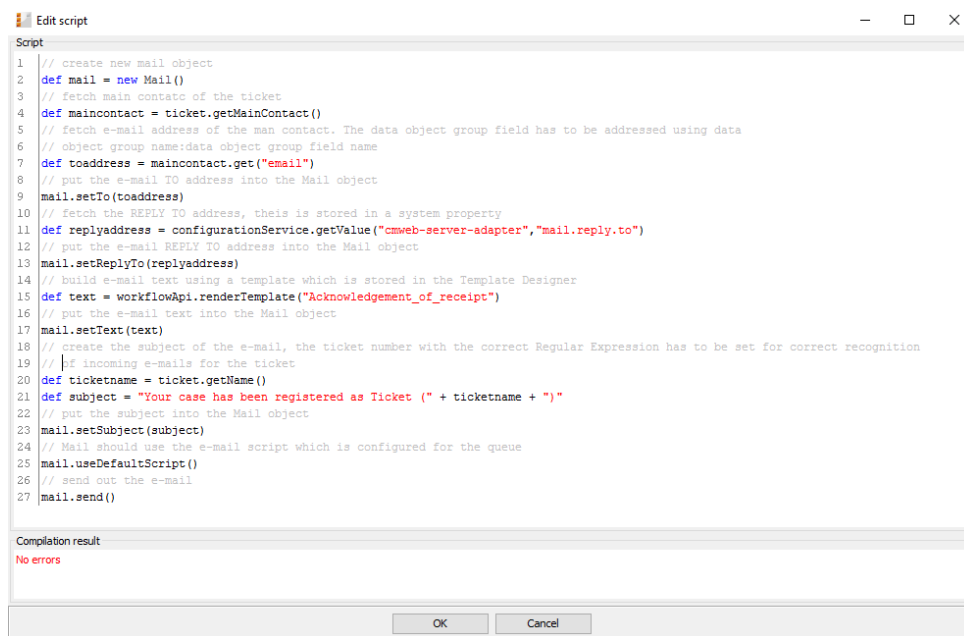 Edit script
Script
1 // create new mail object
2 def mail = new Mail()
3 // fetch main contatc of the ticket
4 def maincontact = ticket.getMainContact()
5 // fetch e-mail address of the man contact. The data object group field has to be addressed using data
6 // object group name:data object group field name
7 def toaddress = maincontact.get("email")
8 // put the e-mail TO address into the Mail object
9 mail.setTo(toaddress)
10 // fetch the REPLY TO address, theis is stored in a system property
11 def replyaddress = configurationService.getValue("cmweb-server-adapter","mail.reply.to")
12 // put the e-mail REPLY TO address into the Mail object
13 mail.setReplyTo(replyaddress)
14 // build e-mail text using a template which is stored in the Template Designer
15 def text = workflowApi.renderTemplate("Acknowledgement_of_receipt")
16 // put the e-mail text into the Mail object
17 mail.setText(text)
18 // create the subject of the e-mail, the ticket number with the correct Regular Expression has to be set for correct recognition
19 // of incoming e-mails for the ticket
20 def ticketname = ticket.getName()
21 def subject = "Your case has been registered as Ticket (" + ticketname + ")"
22 // put the subject into the Mail object
23 mail.setSubject(subject)
24 // Mail should use the e-mail script which is configured for the queue
25 mail.useDefaultScript()
26 // send out the e-mail
27 mail.send()
Compilation result
No errors
OK Cancel